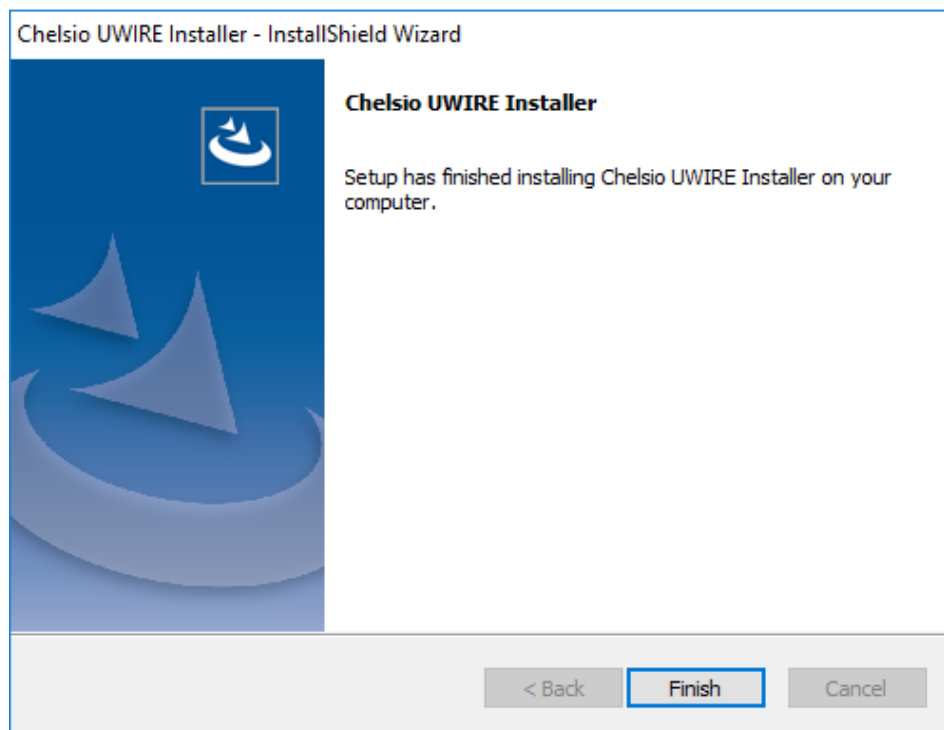 Chelsio UWIRE Installer - InstallShield Wizard
Chelsio UWIRE Installer
Setup has finished installing Chelsio UWIRE Installer on your
computer.
< Back
Finish
Cancel